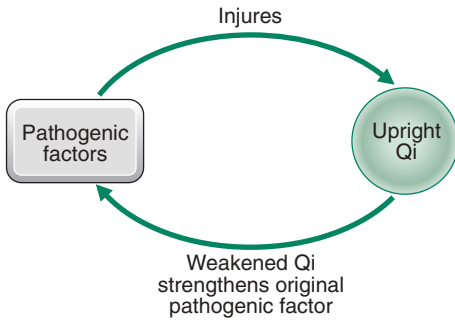 Injures
Pathogenic
factors
Upright
Qi
Weakened Qi
strengthens original
pathogenic factor